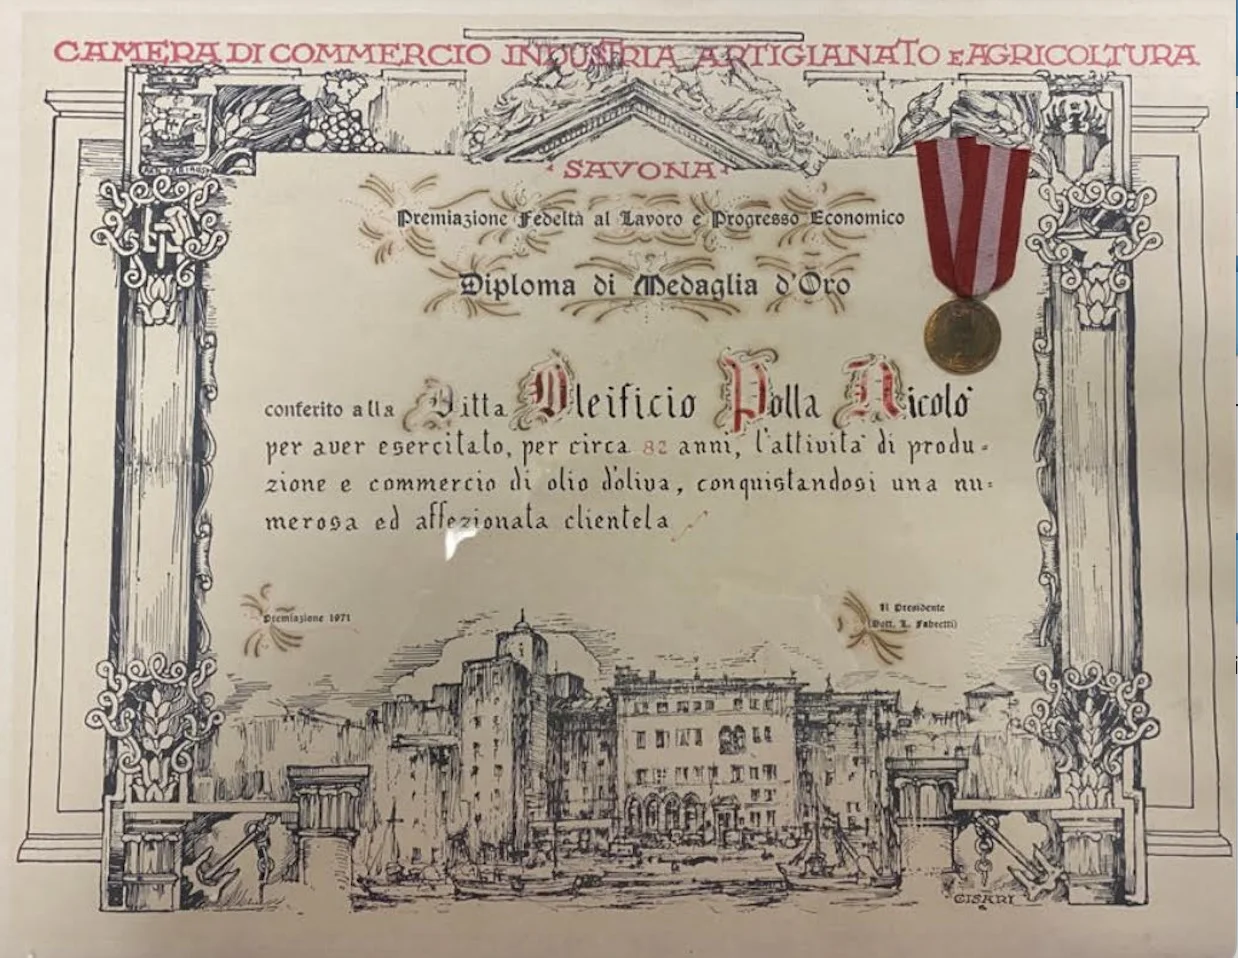 CAMERA DI COMMERCIO INDUSTRIA ARTIGIANATO E AGRICOLTURA
SAVONA
Premiazione Fedeltà al Lavoro e Progresso Economico
Diploma di Medaglia d'Oro
conferito alla Ditta Oleificio Polla Nicolò
per aver esercitato, per circa 82 anni, l'attività di produ=
zione e commercio di olio d'oliva, conquistandosi una nu=
merosa ed affezionata clientela
Premiazione 1971
Il Presidente
(Dott. L. Fabretti)
CISARI